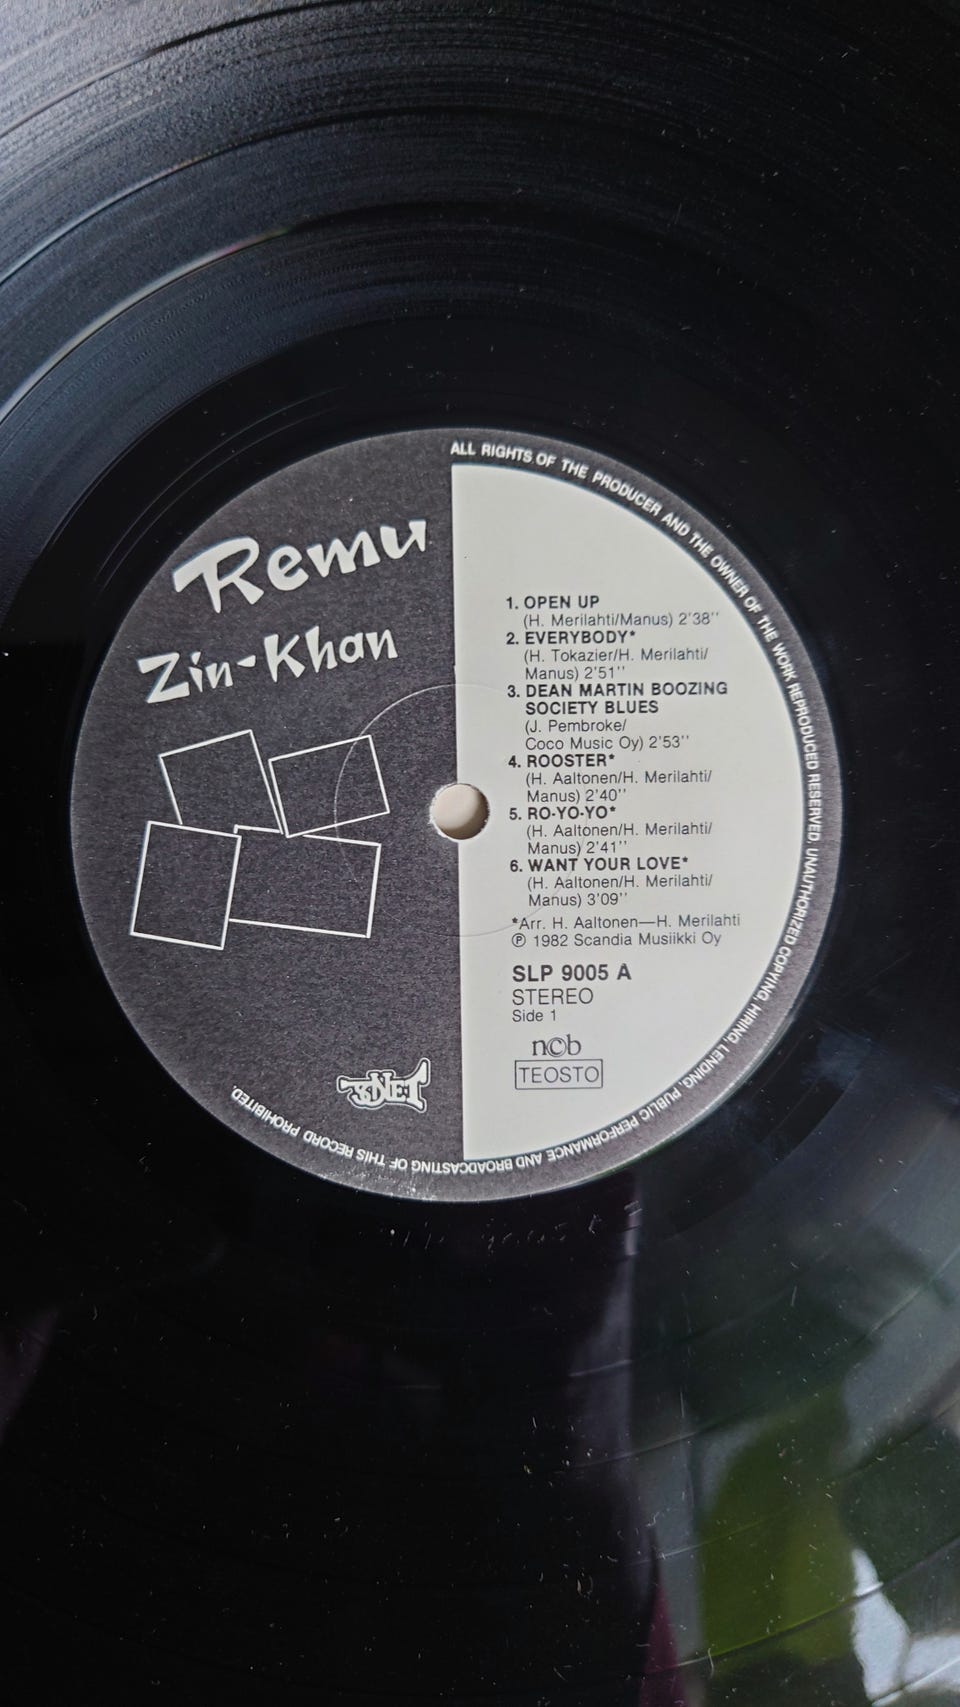 ALL RIGHTS OF THE PRODUCER AND THE OWNER OF THE WORK REPRODUCED RESERVED. UNAUTHORIZED COPYING, HIRING, LENDING, PUBLIC PERFORMANCE AND BROADCASTING OF THIS RECORD PROHIBITED.
Remu
Zin-Khan
1. OPEN UP
(H. Merilahti/Manus) 2'38''
2. EVERYBODY*
(H. Tokazier/H. Merilahti/
Manus) 2'51''
3. DEAN MARTIN BOOZING
SOCIETY BLUES
(J. Pembroke/
Coco Music Oy) 2'53''
4. ROOSTER*
(H. Aaltonen/H. Merilahti/
Manus) 2'40''
5. RO-YO-YO*
(H. Aaltonen/H. Merilahti/
Manus) 2'41''
6. WANT YOUR LOVE*
(H. Aaltonen/H. Merilahti/
Manus) 3'09''
*Arr. H. Aaltonen—H. Merilahti
Ⓟ 1982 Scandia Musiikki Oy
SLP 9005 A
STEREO
Side 1
ncb
TEOSTO